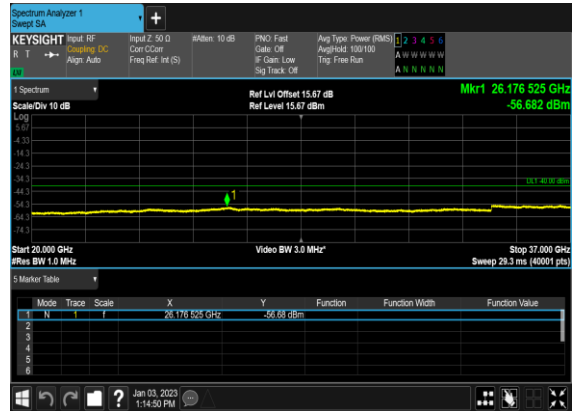 Spectrum Analyzer 1
Swept SA
KEYSIGHT
R T
LV
Input: RF
Coupling: DC
Align: Auto
Input Z: 50 Ω
Corr CCorr
Freq Ref: Int (S)
#Atten: 10 dB
PNO: Fast
Gate: Off
IF Gain: Low
Sig Track: Off
Avg Type: Power (RMS)
Avg|Hold: 100/100
Trig: Free Run
1 2 3 4 5 6
A W W W W W
A N N N N N
1 Spectrum
Scale/Div 10 dB
Ref Lvl Offset 15.67 dB
Ref Level 15.67 dBm
Mkr1 26.176 525 GHz
-56.682 dBm
Log
5.67
-4.33
-14.3
-24.3
-34.3
-44.3
-54.3
-64.3
-74.3
DL1 -40.00 dBm
1
Start 20.000 GHz
#Res BW 1.0 MHz
Video BW 3.0 MHz*
Stop 37.000 GHz
Sweep 29.3 ms (40001 pts)
5 Marker Table
Mode Trace Scale X Y Function Function Width Function Value
1 N 1 f 26.176 525 GHz -56.68 dBm
2
3
4
5
6
?
Jan 03, 2023
1:14:50 PM